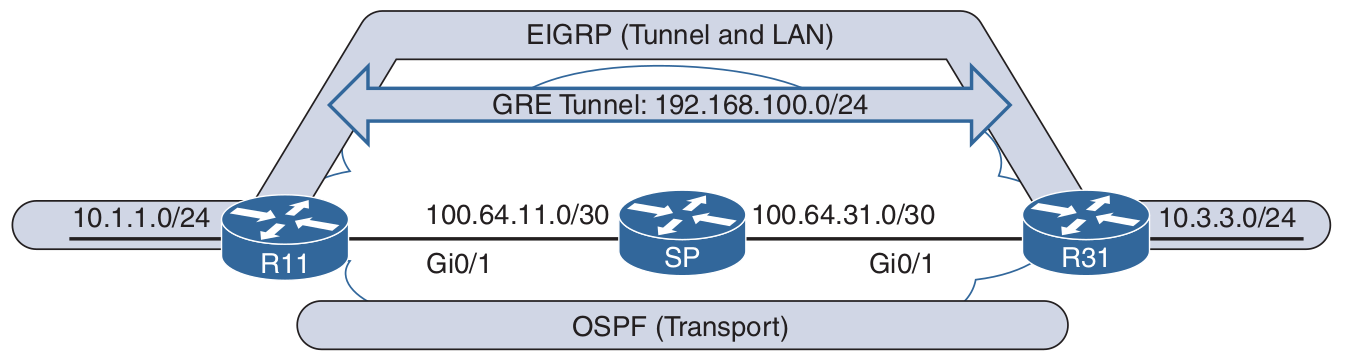 EIGRP (Tunnel and LAN)
GRE Tunnel: 192.168.100.0/24
10.1.1.0/24
100.64.11.0/30
100.64.31.0/30
10.3.3.0/24
R11
Gi0/1
SP
Gi0/1
R31
OSPF (Transport)